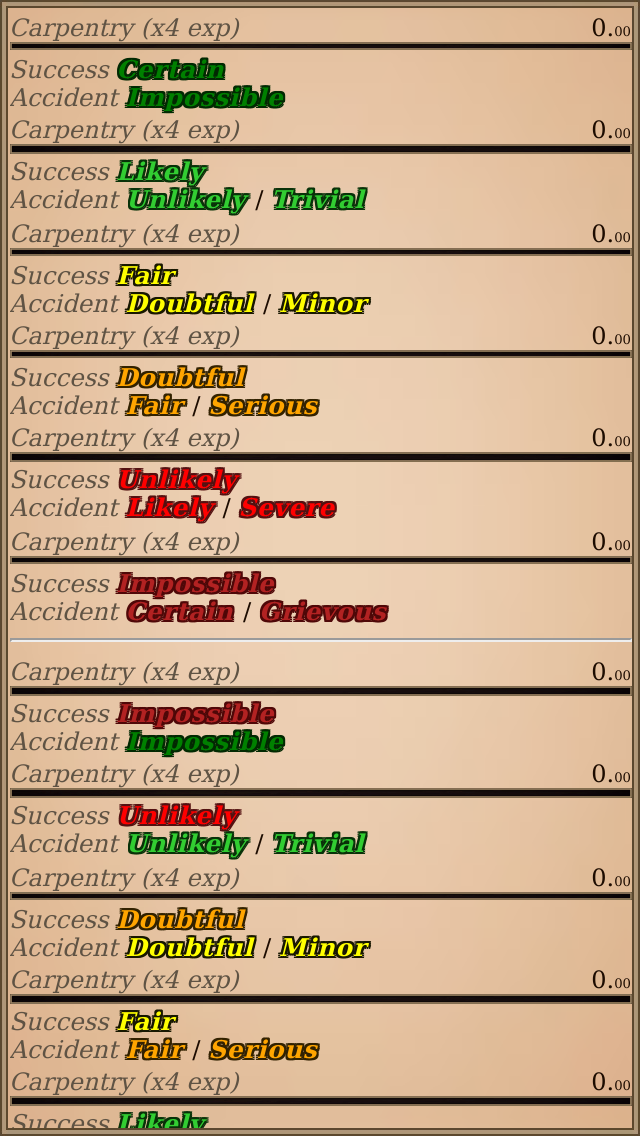 Carpentry (x4 exp) 0.00
Success Certain
Accident Impossible
Carpentry (x4 exp) 0.00
Success Likely
Accident Unlikely / Trivial
Carpentry (x4 exp) 0.00
Success Fair
Accident Doubtful / Minor
Carpentry (x4 exp) 0.00
Success Doubtful
Accident Fair / Serious
Carpentry (x4 exp) 0.00
Success Unlikely
Accident Likely / Severe
Carpentry (x4 exp) 0.00
Success Impossible
Accident Certain / Grievous
Carpentry (x4 exp) 0.00
Success Impossible
Accident Impossible
Carpentry (x4 exp) 0.00
Success Unlikely
Accident Unlikely / Trivial
Carpentry (x4 exp) 0.00
Success Doubtful
Accident Doubtful / Minor
Carpentry (x4 exp) 0.00
Success Fair
Accident Fair / Serious
Carpentry (x4 exp) 0.00
Success Likely